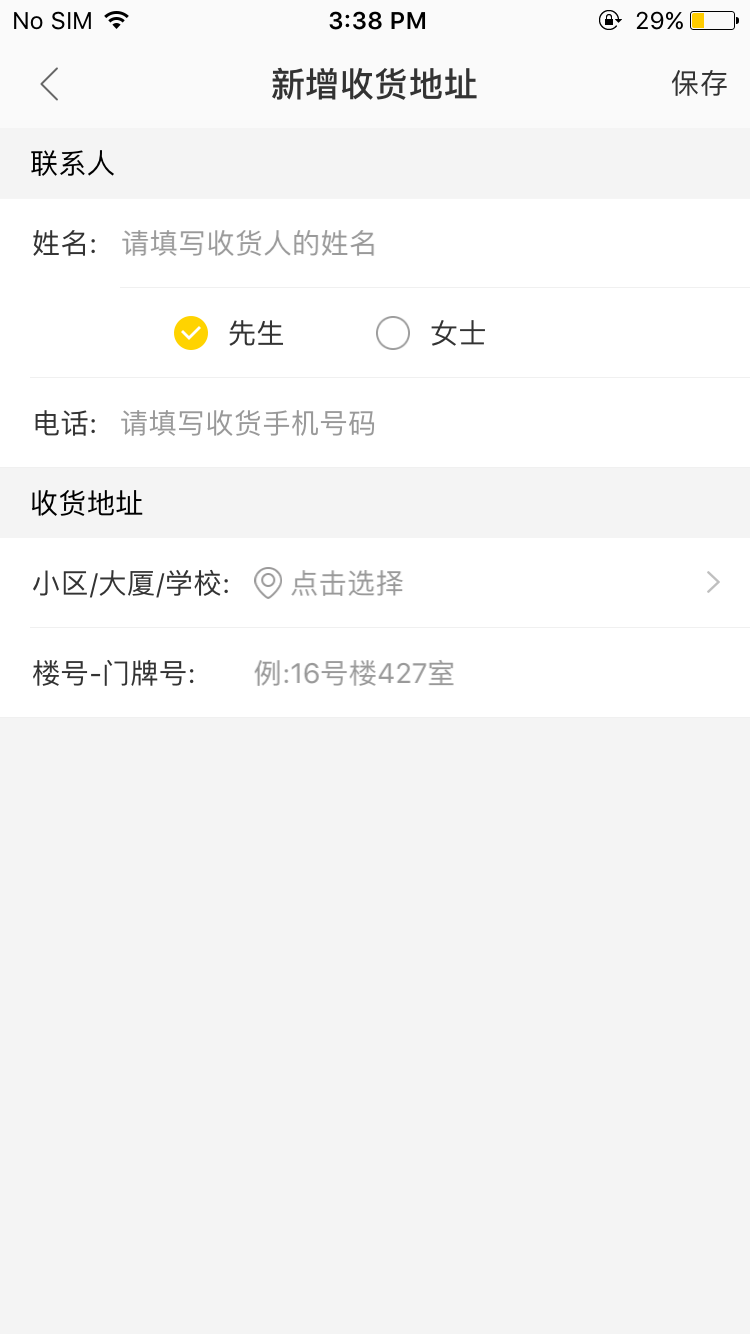 No SIM 3:38 PM 29%
新增收货地址 保存
联系人
姓名: 请填写收货人的姓名
先生 女士
电话: 请填写收货手机号码
收货地址
小区/大厦/学校: 点击选择
楼号-门牌号: 例:16号楼427室